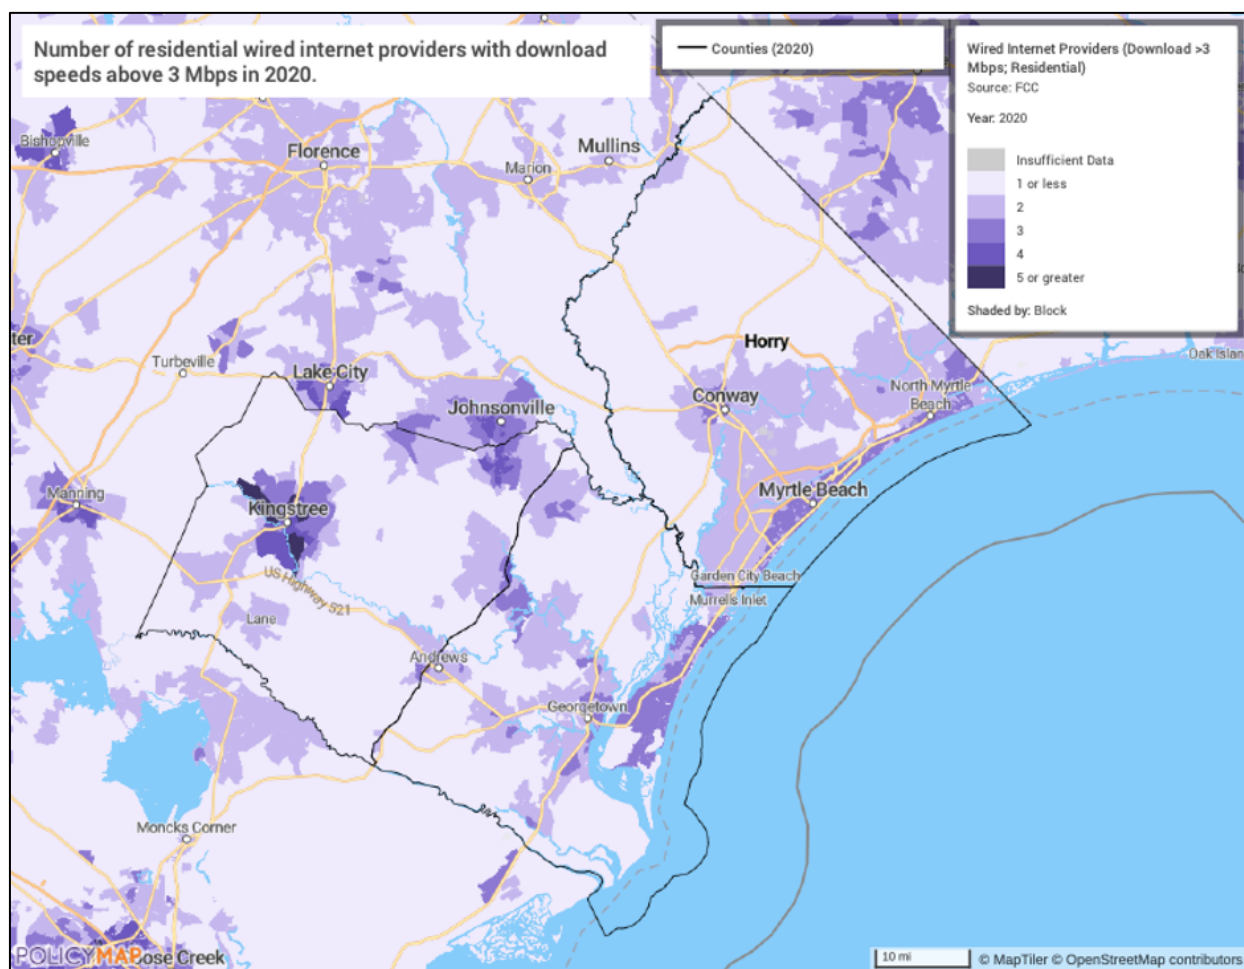 Number of residential wired internet providers with download
speeds above 3 Mbps in 2020.
Counties (2020)
Wired Internet Providers (Download >3
Mbps; Residential)
Source: FCC
Year: 2020
Insufficient Data
1 or less
2
3
4
5 or greater
Shaded by: Block
Bishopville
Florence
Mullins
Marion
ter
Turbeville
Lake City
Johnsonville
Horry
Oak Islan
North Myrtle
Beach
Conway
Manning
Kingstree
Myrtle Beach
US Highway 521
Garden City Beach
Murrells Inlet
Lane
Andrews
Georgetown
Moncks Corner
POLICYMAP
ose Creek
10 mi
© MapTiler © OpenStreetMap contributors